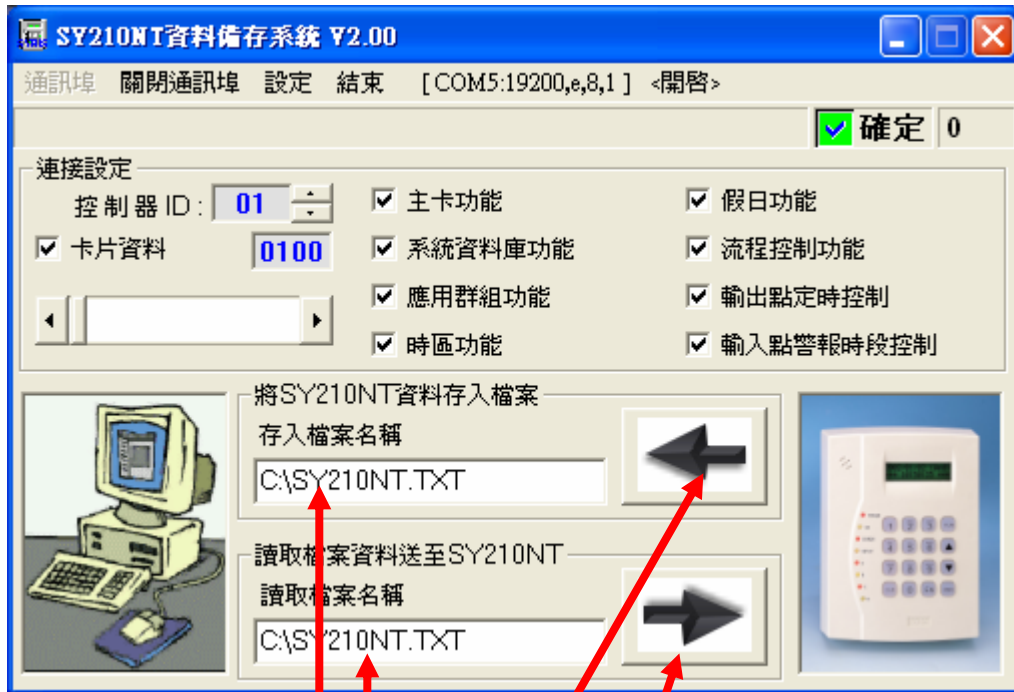 SY210NT資料備存系統 V2.00
通訊埠 關閉通訊埠 設定 結束 [ COM5:19200,e,8,1 ] <開啓>
確定 0
連接設定
控制器ID: 01
主卡功能
假日功能
卡片資料 0100
系統資料庫功能
流程控制功能
應用群組功能
輸出點定時控制
時區功能
輸入點警報時段控制
將SY210NT資料存入檔案
存入檔案名稱
C:\SY210NT.TXT
讀取檔案資料送至SY210NT
讀取檔案名稱
C:\SY210NT.TXT